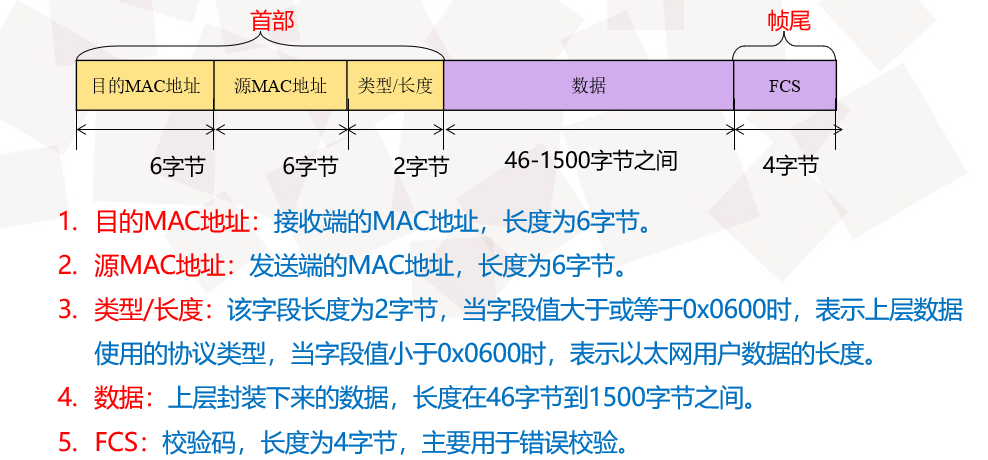 首部 帧尾
目的MAC地址 源MAC地址 类型/长度 数据 FCS
6字节 6字节 2字节 46-1500字节之间 4字节
1. 目的MAC地址：接收端的MAC地址，长度为6字节。
2. 源MAC地址：发送端的MAC地址，长度为6字节。
3. 类型/长度：该字段长度为2字节，当字段值大于或等于0x0600时，表示上层数据
使用的协议类型，当字段值小于0x0600时，表示以太网用户数据的长度。
4. 数据：上层封装下来的数据，长度在46字节到1500字节之间。
5. FCS：校验码，长度为4字节，主要用于错误校验。